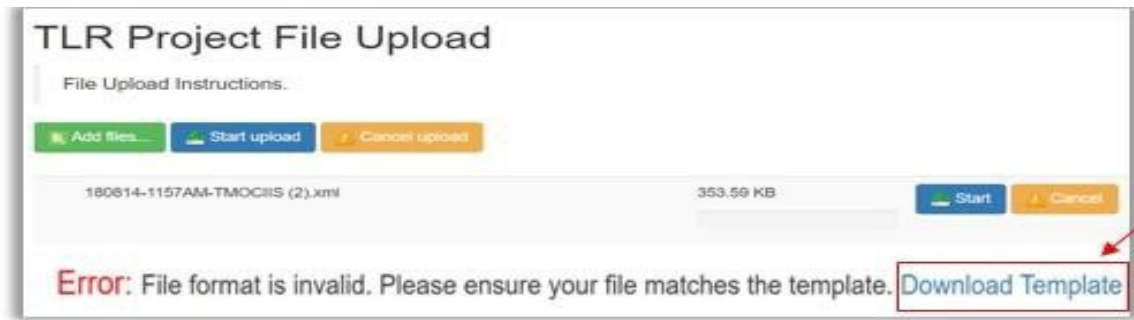 TLR Project File Upload
File Upload Instructions.
Add files...
Start upload
Cancel upload
180814-1157AM-TMOCIIS (2).xml
353.59 KB
Start
Cancel
Error: File format is invalid. Please ensure your file matches the template. Download Template